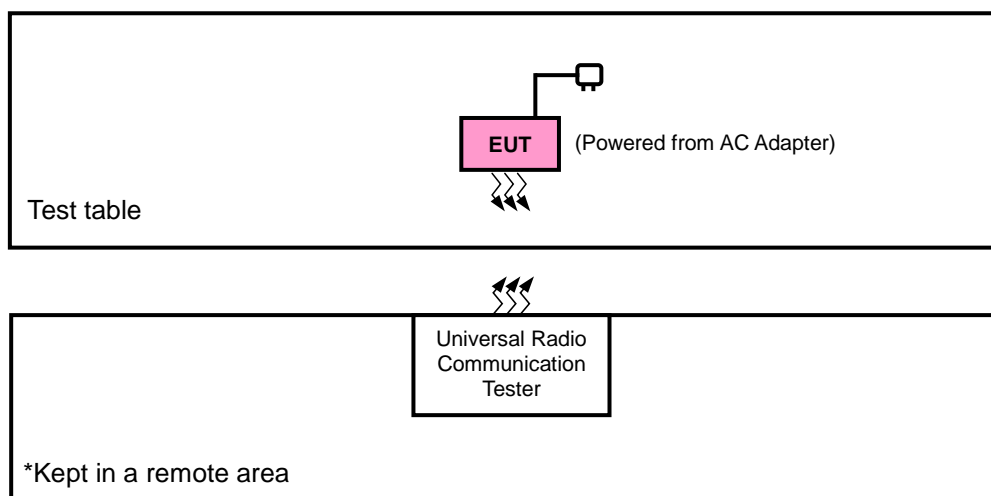 EUT
(Powered from AC Adapter)
Test table
Universal Radio
Communication
Tester
*Kept in a remote area